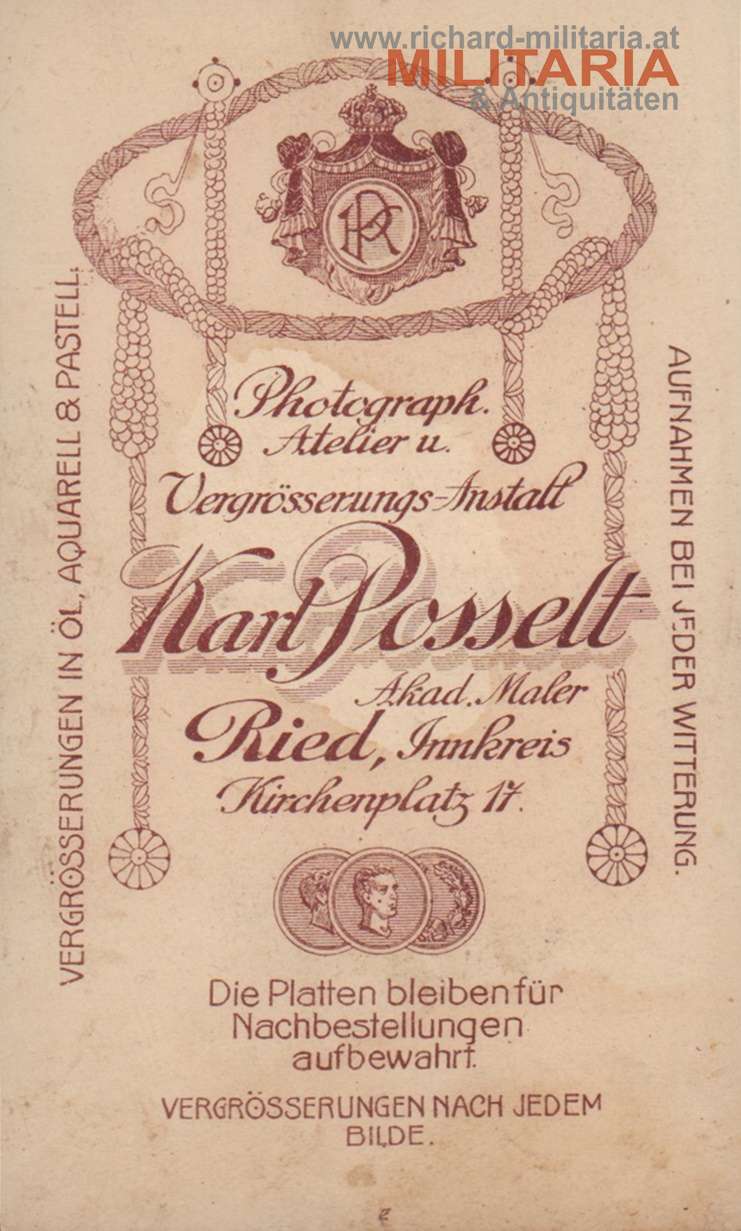 www.richard-militaria.at
MILITARIA
& Antiquitäten
Photograph.
Atelier u.
Vergrösserungs-Anstalt
Karl Posselt
Akad. Maler
Ried, Innkreis
Kirchenplatz 17.
VERGRÖSSERUNGEN IN ÖL, AQUARELL & PASTELL.
AUFNAHMEN BEI JEDER WITTERUNG.
Die Platten bleiben für
Nachbestellungen
aufbewahrt.
VERGRÖSSERUNGEN NACH JEDEM
BILDE.